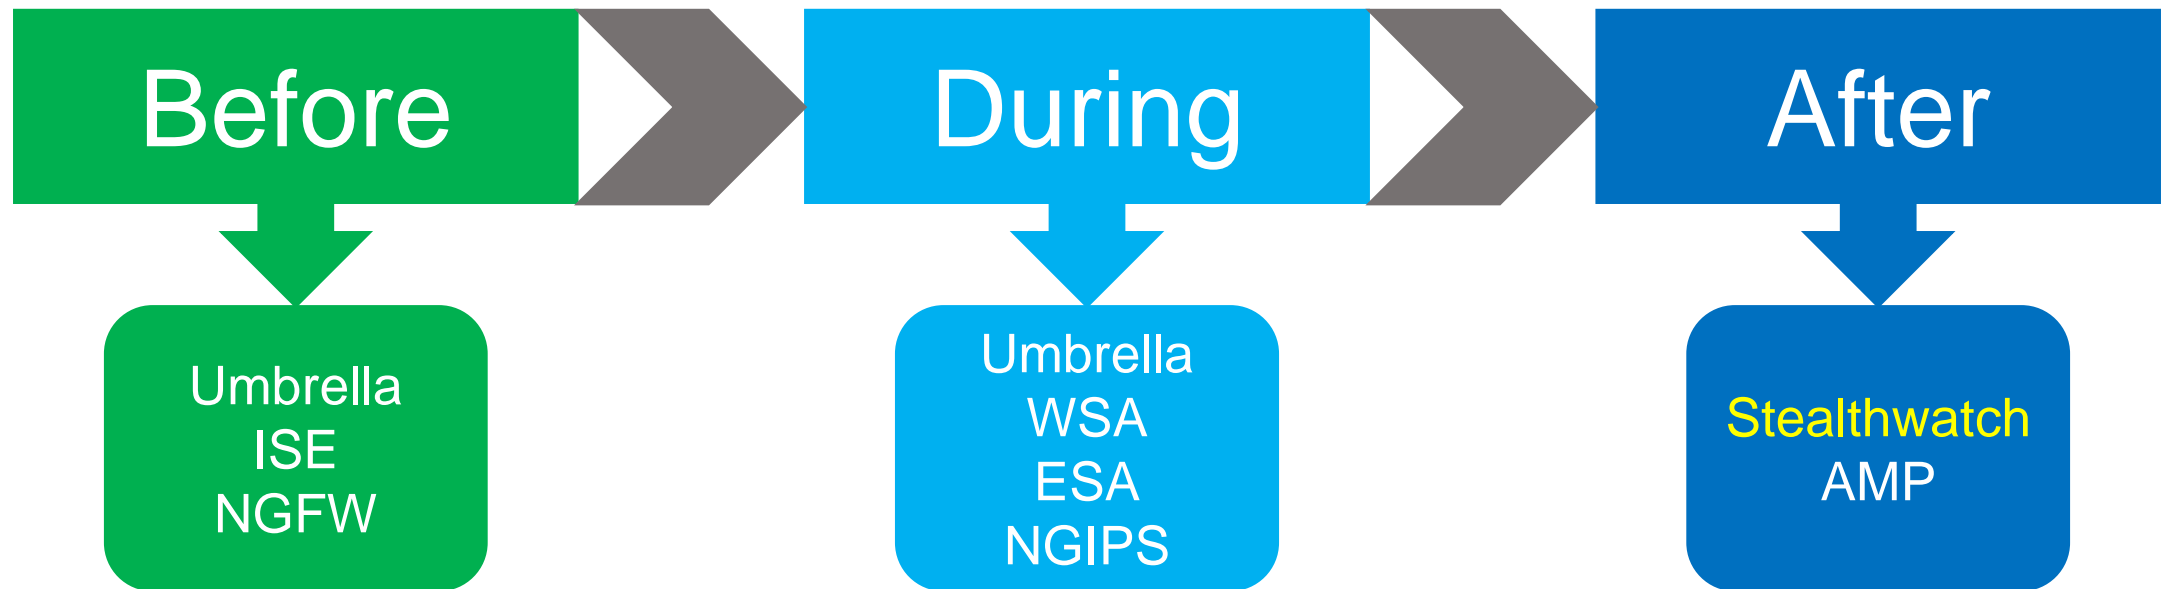 Before
During
After
Umbrella
ISE
NGFW
Umbrella
WSA
ESA
NGIPS
Stealthwatch
AMP